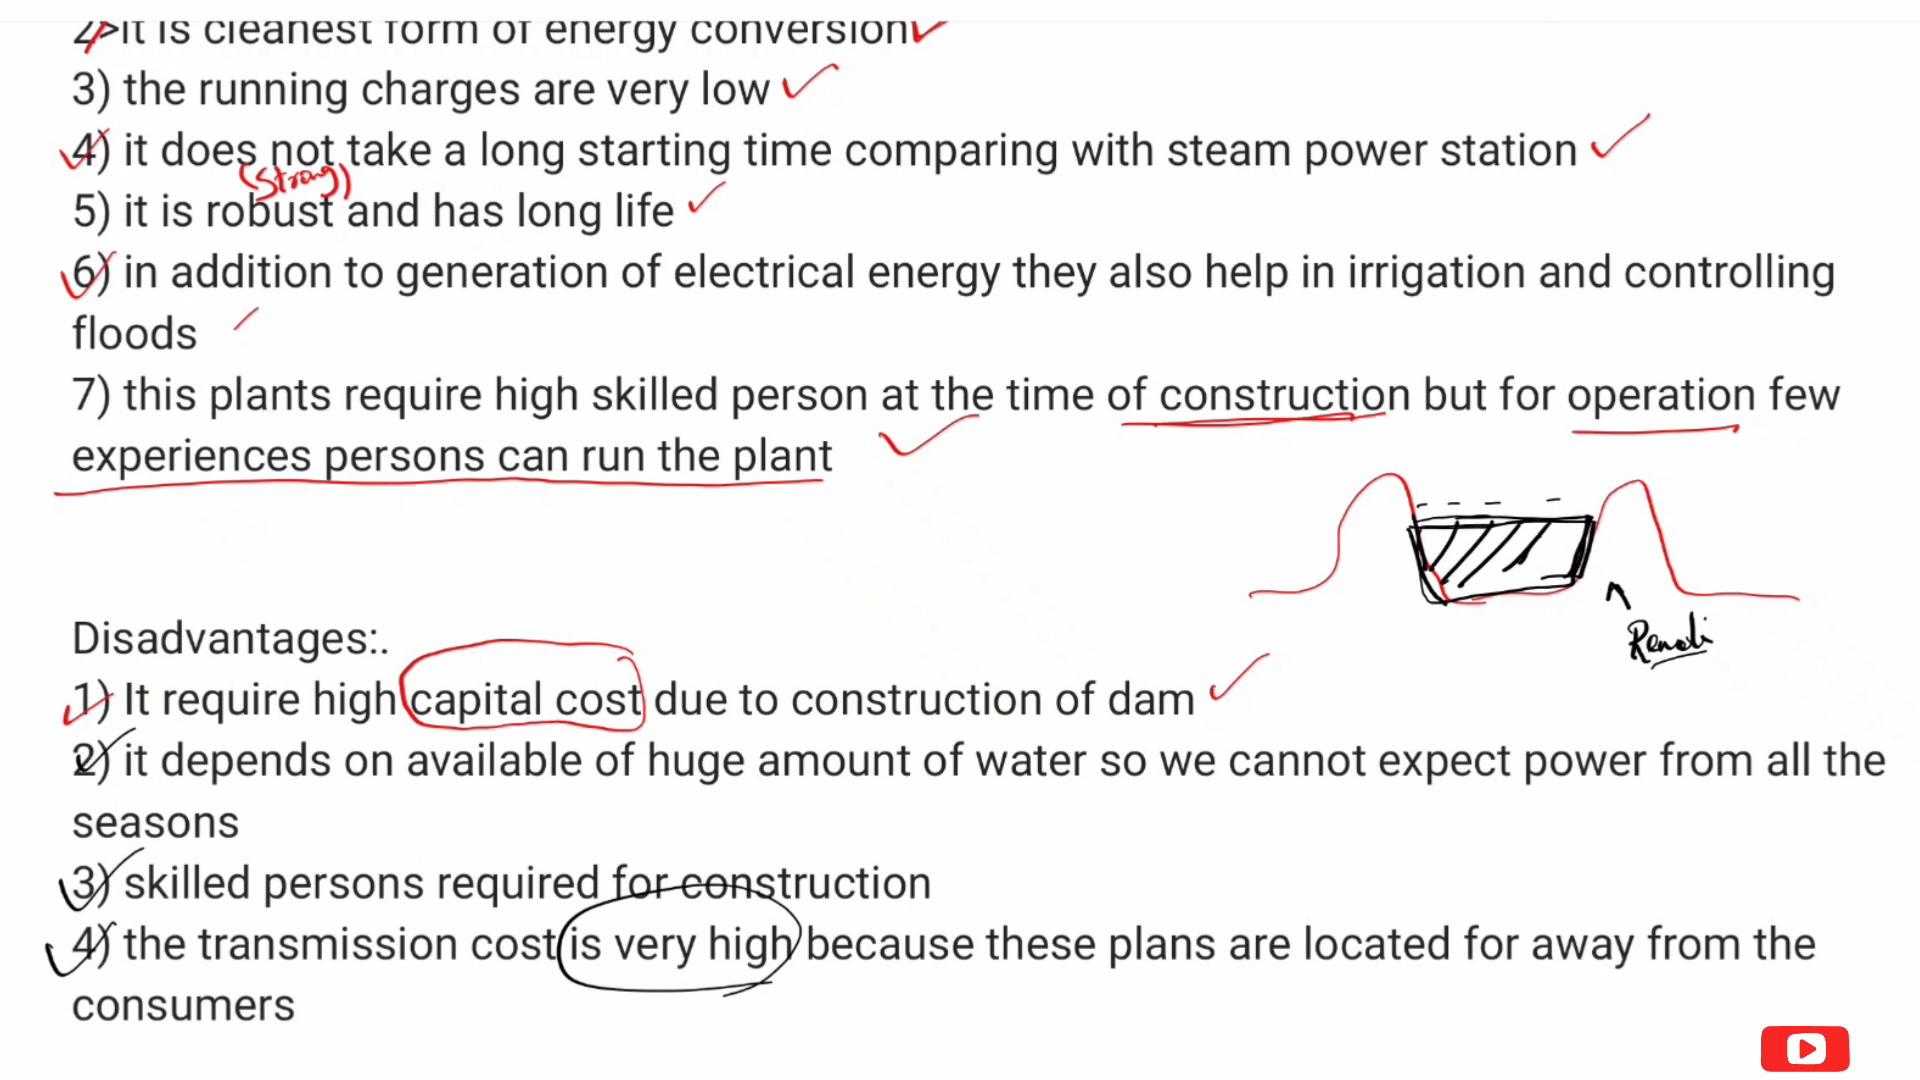 2) it is cleanest form of energy conversion
3) the running charges are very low
4) it does not take a long starting time comparing with steam power station
(Strong)
5) it is robust and has long life
6) in addition to generation of electrical energy they also help in irrigation and controlling
floods
7) this plants require high skilled person at the time of construction but for operation few
experiences persons can run the plant
Disadvantages:.
1) It require high capital cost due to construction of dam
2) it depends on available of huge amount of water so we cannot expect power from all the
seasons
3) skilled persons required for construction
4) the transmission cost is very high because these plans are located for away from the
consumers